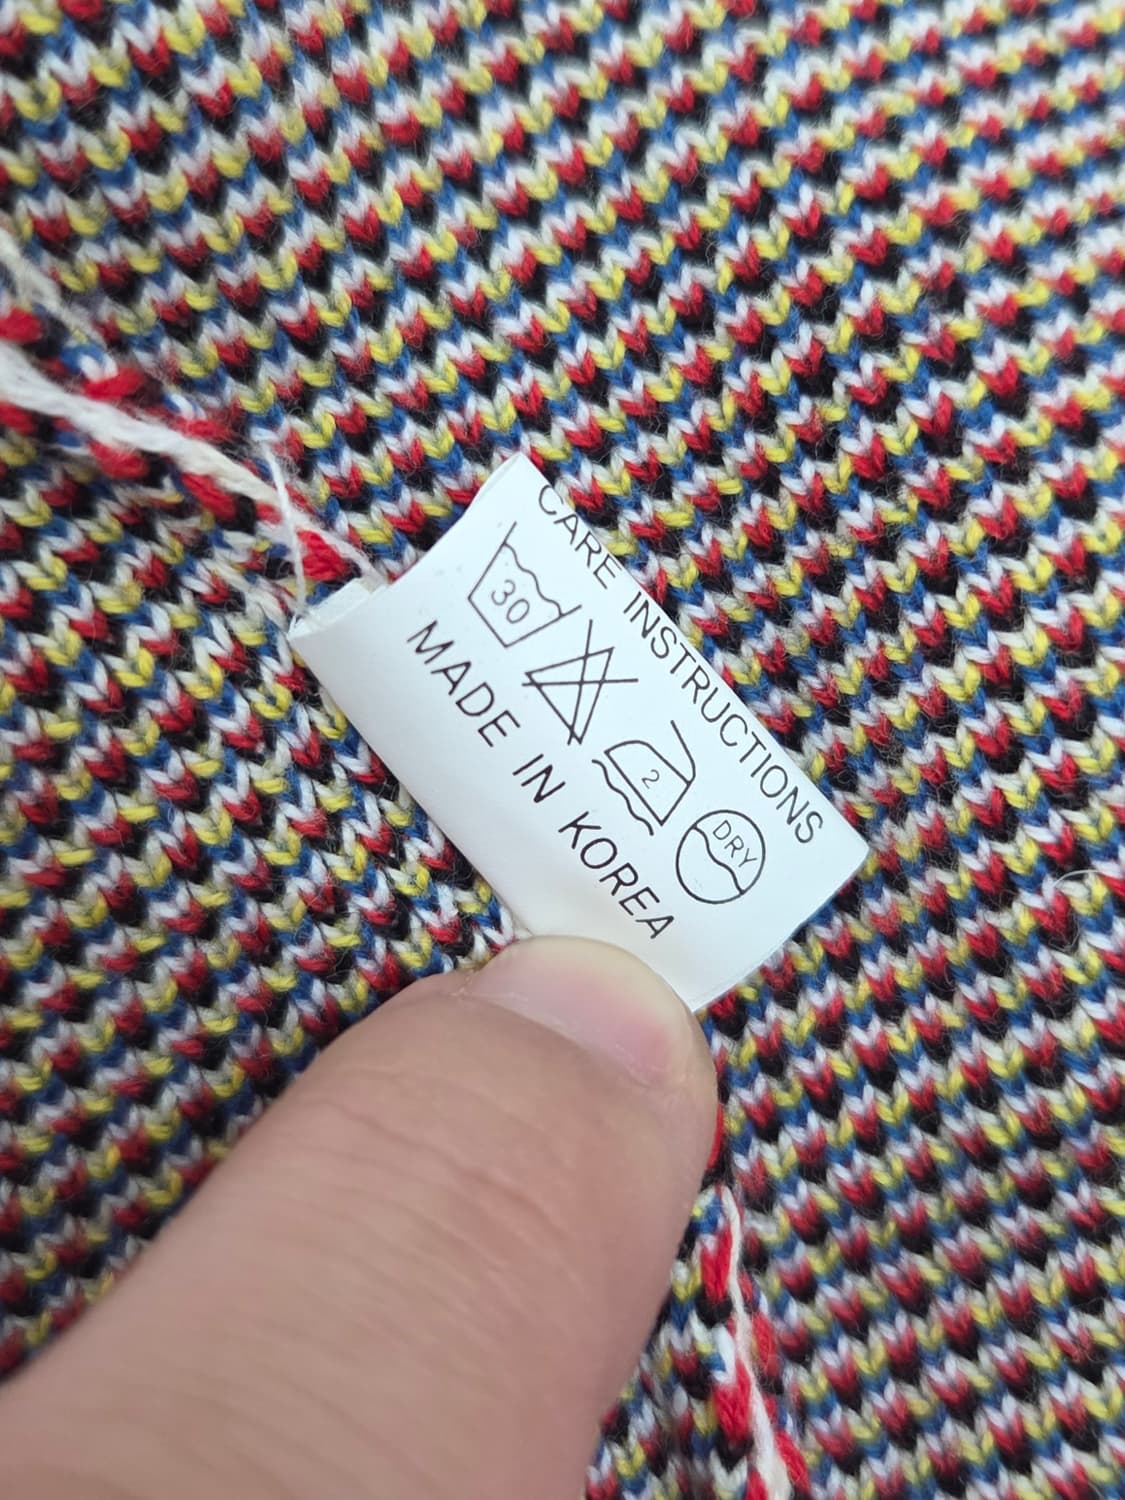 CARE INSTRUCTIONS
30
2
DRY
MADE IN KOREA